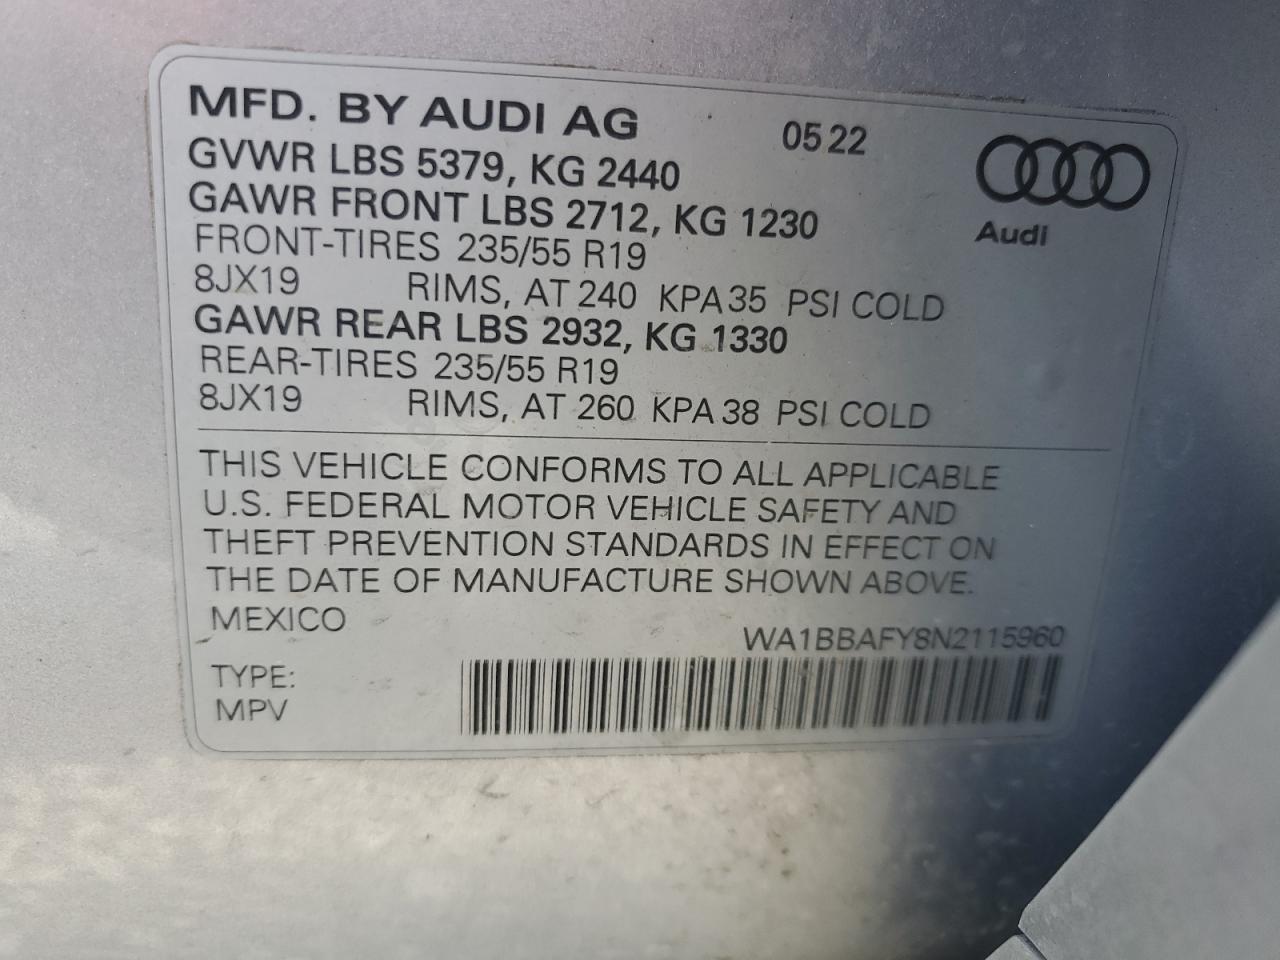 MFD. BY AUDI AG 05 22
GVWR LBS 5379, KG 2440
GAWR FRONT LBS 2712, KG 1230
Audi
FRONT-TIRES 235/55 R19
8JX19 RIMS, AT 240 KPA 35 PSI COLD
GAWR REAR LBS 2932, KG 1330
REAR-TIRES 235/55 R19
8JX19 RIMS, AT 260 KPA 38 PSI COLD
THIS VEHICLE CONFORMS TO ALL APPLICABLE
U.S. FEDERAL MOTOR VEHICLE SAFETY AND
THEFT PREVENTION STANDARDS IN EFFECT ON
THE DATE OF MANUFACTURE SHOWN ABOVE.
MEXICO
WA1BBAFY8N2115960
TYPE:
MPV